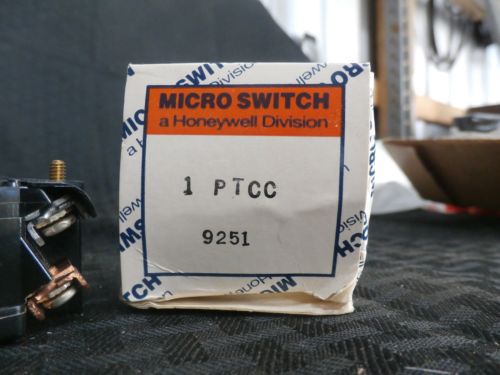 MICRO SWITCH
a Honeywell Division
1 PTCC
9251